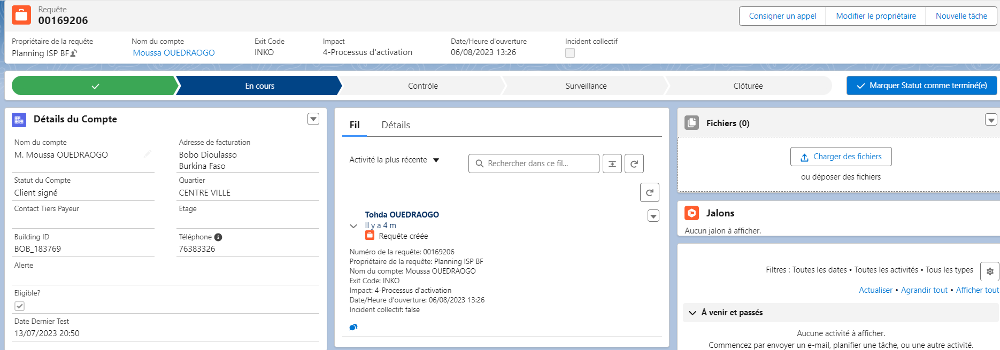 Requête
00169206
Consigner un appel
Modifier le propriétaire
Nouvelle tâche
Propriétaire de la requête
Planning ISP BF
Nom du compte
Moussa OUEDRAOGO
Exit Code
INKO
Impact
4-Processus d'activation
Date/Heure d'ouverture
06/08/2023 13:26
Incident collectif
En cours
Contrôle
Surveillance
Clôturée
Marquer Statut comme terminé(e)
Détails du Compte
Nom du compte
M. Moussa OUEDRAOGO
Adresse de facturation
Bobo Dioulasso
Burkina Faso
Statut du Compte
Client signé
Quartier
CENTRE VILLE
Contact Tiers Payeur
Etage
Building ID
BOB_183769
Téléphone
76383326
Alerte
Eligible?
Date Dernier Test
13/07/2023 20:50
Fil
Détails
Activité la plus récente
Rechercher dans ce fil...
Tohda OUEDRAOGO
Il y a 4 m
Requête créée
Numéro de la requête: 00169206
Propriétaire de la requête: Planning ISP BF
Nom du compte: Moussa OUEDRAOGO
Exit Code: INKO
Impact: 4-Processus d'activation
Date/Heure d'ouverture: 06/08/2023 13:26
Incident collectif: false
Fichiers (0)
Charger des fichiers
ou déposer des fichiers
Jalons
Aucun jalon à afficher.
Filtres : Toutes les dates • Toutes les activités • Tous les types
Actualiser • Agrandir tout • Afficher tout
À venir et passés
Aucune activité à afficher.
Commencez par envoyer un e-mail, planifier une tâche, ou une autre activité.